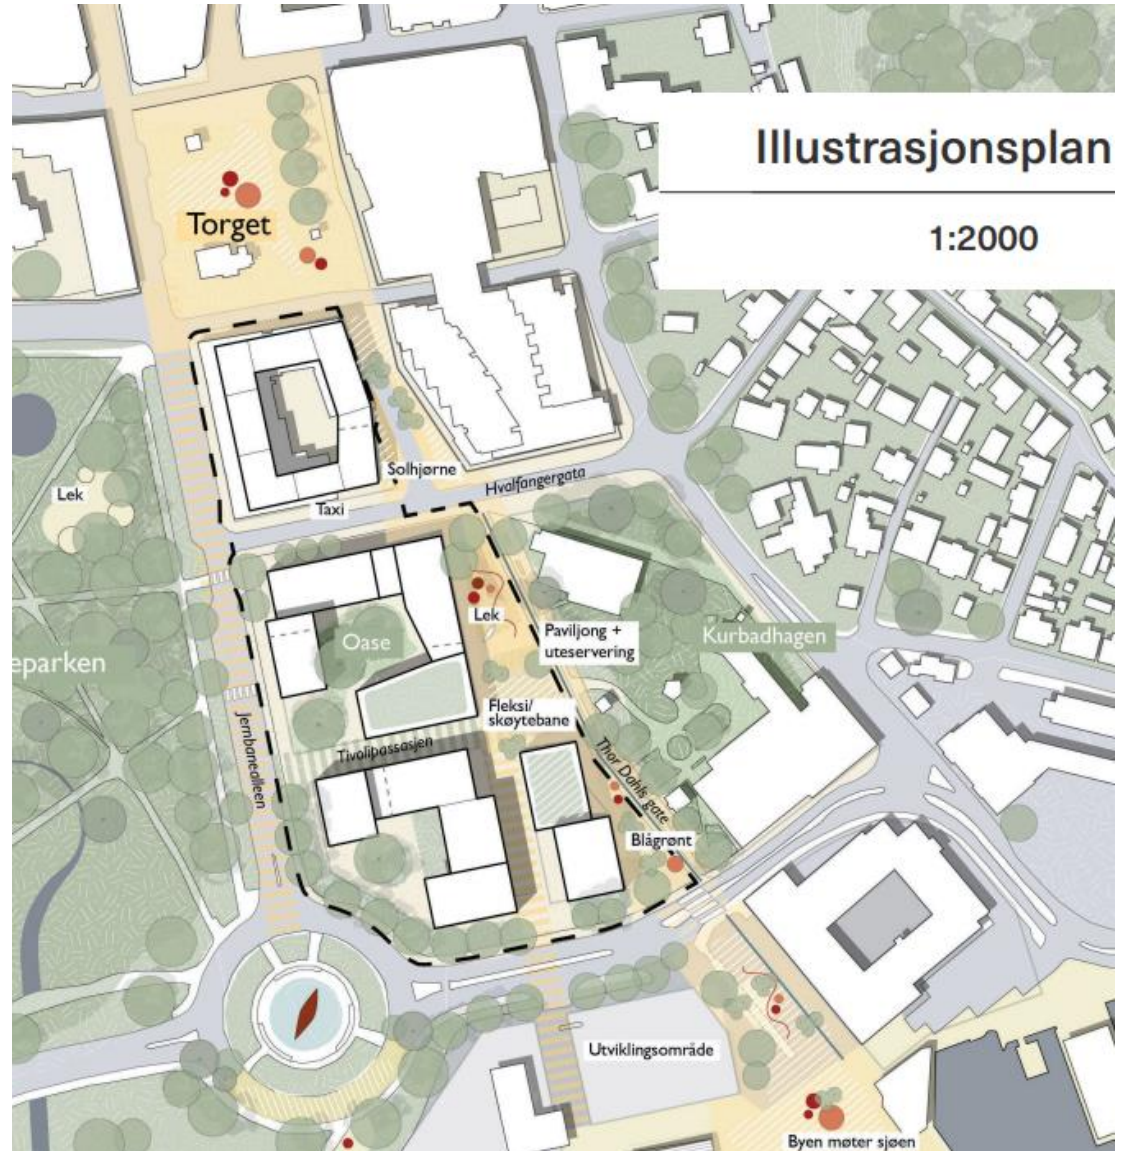 Illustrasjonsplan
1:2000
Torget
Solhjørne
Hvalfangergata
Lek
Taxi
Lek
Oase
Paviljong +
uteservering
Kurbadhagen
eparken
Fleksi/
skøytebane
Jernbanealleen
Tivolipassasjen
Thor Dahls gate
Blågrønt
Utviklingsområde
Byen møter sjøen